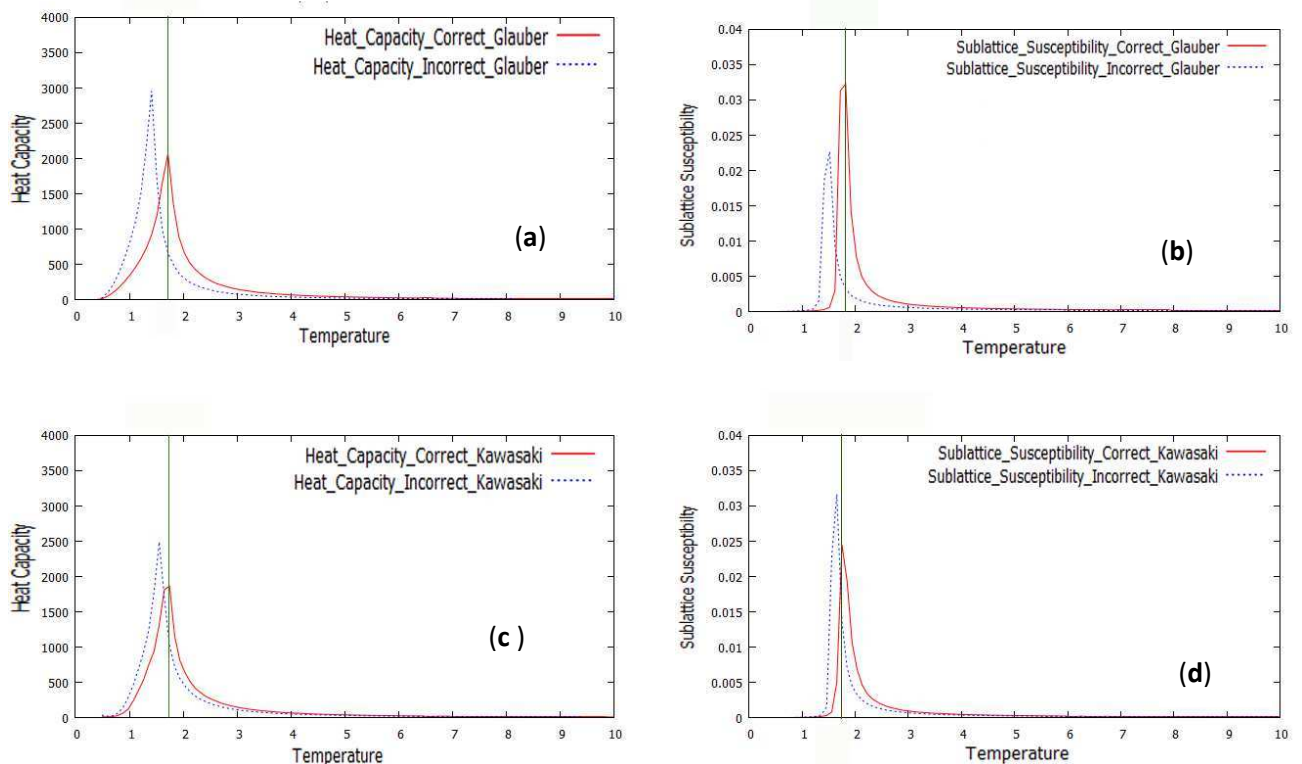 4000
3500
3000
2500
2000
1500
1000
500
0
Heat Capacity
Heat_Capacity_Correct_Glauber
Heat_Capacity_Incorrect_Glauber
(a)
0 1 2 3 4 5 6 7 8 9 10
Temperature
0.04
0.035
0.03
0.025
0.02
0.015
0.01
0.005
0
Sublattice Susceptibilty
Sublattice_Susceptibility_Correct_Glauber
Sublattice_Susceptibility_Incorrect_Glauber
(b)
0 1 2 3 4 5 6 7 8 9 10
Temperature
4000
3500
3000
2500
2000
1500
1000
500
0
Heat Capacity
Heat_Capacity_Correct_Kawasaki
Heat_Capacity_Incorrect_Kawasaki
(c )
0 1 2 3 4 5 6 7 8 9 10
Temperature
0.04
0.035
0.03
0.025
0.02
0.015
0.01
0.005
0
Sublattice Susceptibilty
Sublattice_Susceptibility_Correct_Kawasaki
Sublattice_Susceptibility_Incorrect_Kawasaki
(d)
0 1 2 3 4 5 6 7 8 9 10
Temperature